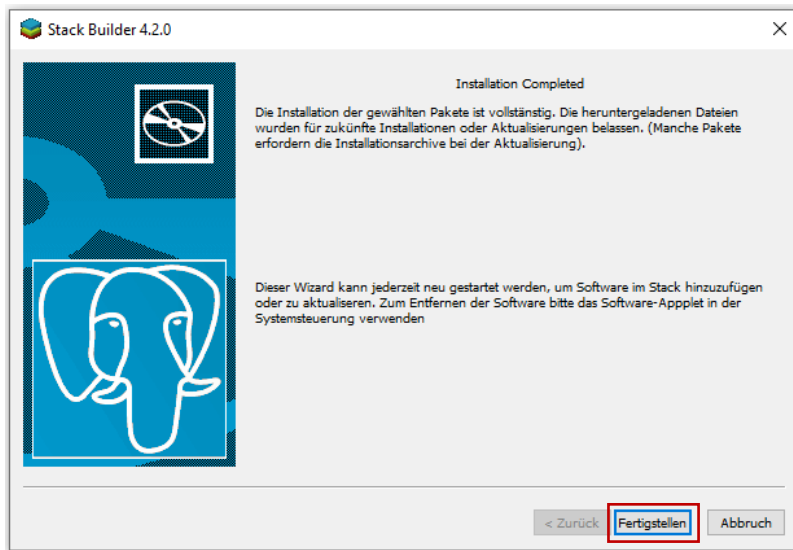 Stack Builder 4.2.0
Installation Completed
Die Installation der gewählten Pakete ist vollstänstig. Die heruntergeladenen Dateien
wurden für zukünfte Installationen oder Aktualisierungen belassen. (Manche Pakete
erfordern die Installationsarchive bei der Aktualisierung).
Dieser Wizard kann jederzeit neu gestartet werden, um Software im Stack hinzuzufügen
oder zu aktualiseren. Zum Entfernen der Software bitte das Software-Appplet in der
Systemsteuerung verwenden
< Zurück
Fertigstellen
Abbruch